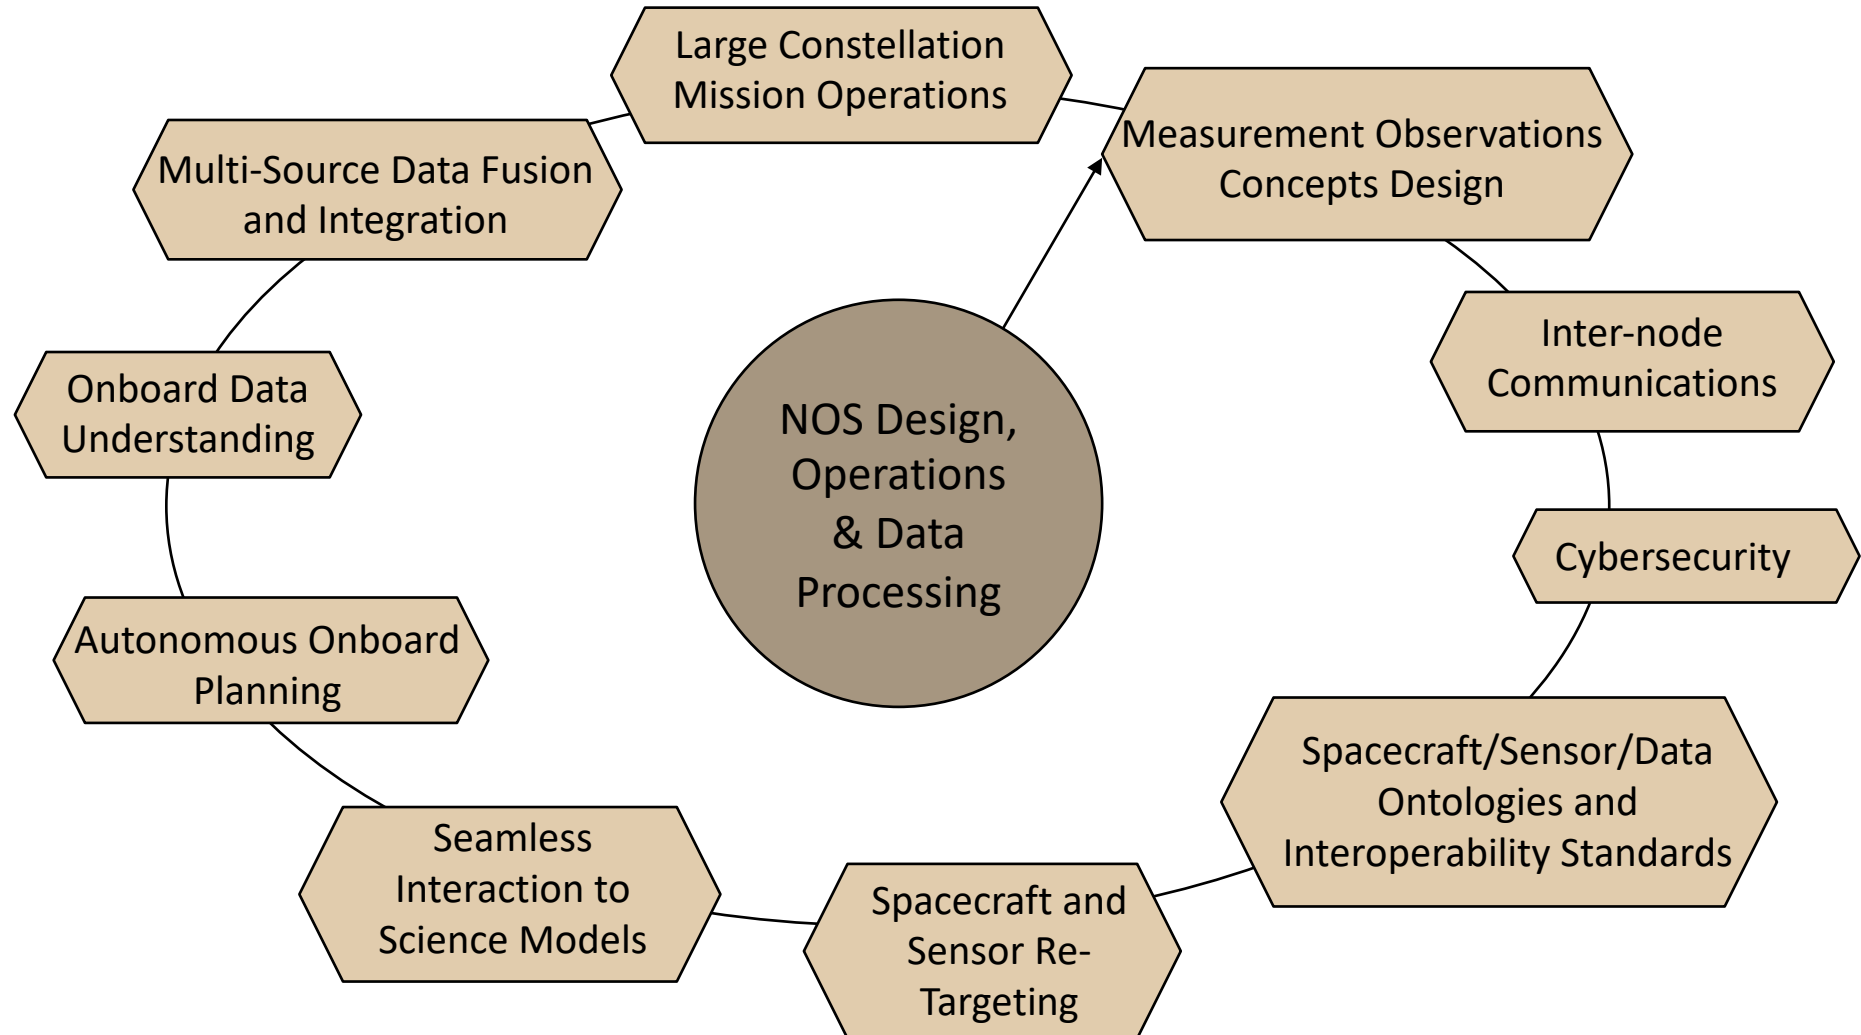 Large Constellation
Mission Operations
Measurement Observations
Concepts Design
Multi-Source Data Fusion
and Integration
Inter-node
Communications
Onboard Data
Understanding
NOS Design,
Operations
& Data
Processing
Cybersecurity
Autonomous Onboard
Planning
Spacecraft/Sensor/Data
Ontologies and
Interoperability Standards
Seamless
Interaction to
Science Models
Spacecraft and
Sensor Re-
Targeting